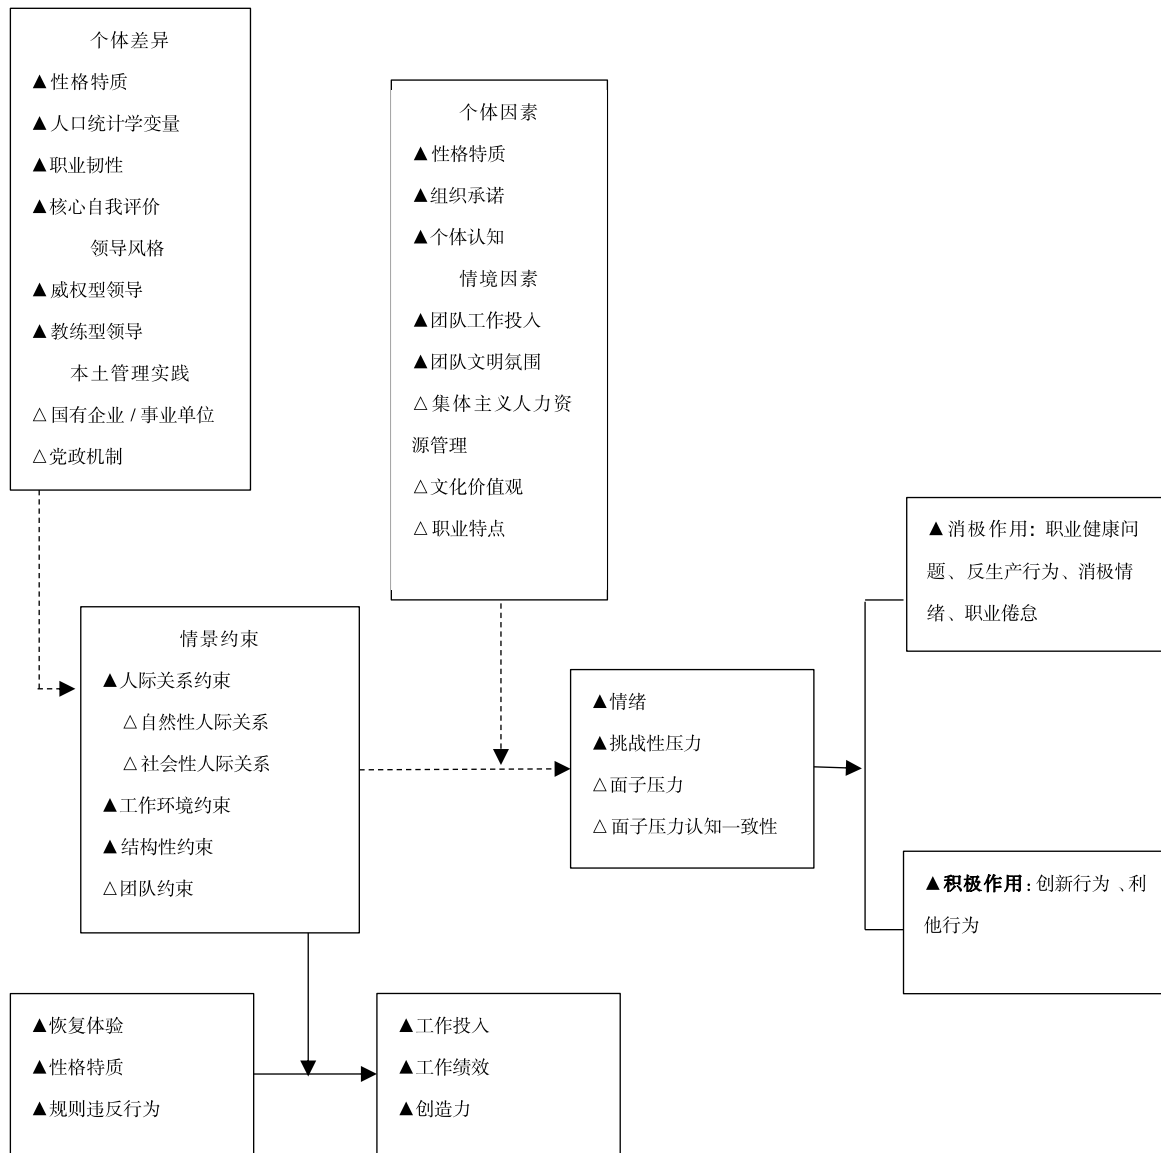 个体差异
▲性格特质
▲人口统计学变量
▲职业韧性
▲核心自我评价
领导风格
▲威权型领导
▲教练型领导
本土管理实践
△国有企业 / 事业单位
△党政机制
个体因素
▲性格特质
▲组织承诺
▲个体认知
情境因素
▲团队工作投入
▲团队文明氛围
△集体主义人力资
源管理
△文化价值观
△职业特点
情景约束
▲人际关系约束
△自然性人际关系
△社会性人际关系
▲工作环境约束
▲结构性约束
△团队约束
▲情绪
▲挑战性压力
△面子压力
△面子压力认知一致性
▲消极作用：职业健康问
题、反生产行为、消极情
绪、职业倦怠
▲积极作用：创新行为、利
他行为
▲恢复体验
▲性格特质
▲规则违反行为
▲工作投入
▲工作绩效
▲创造力